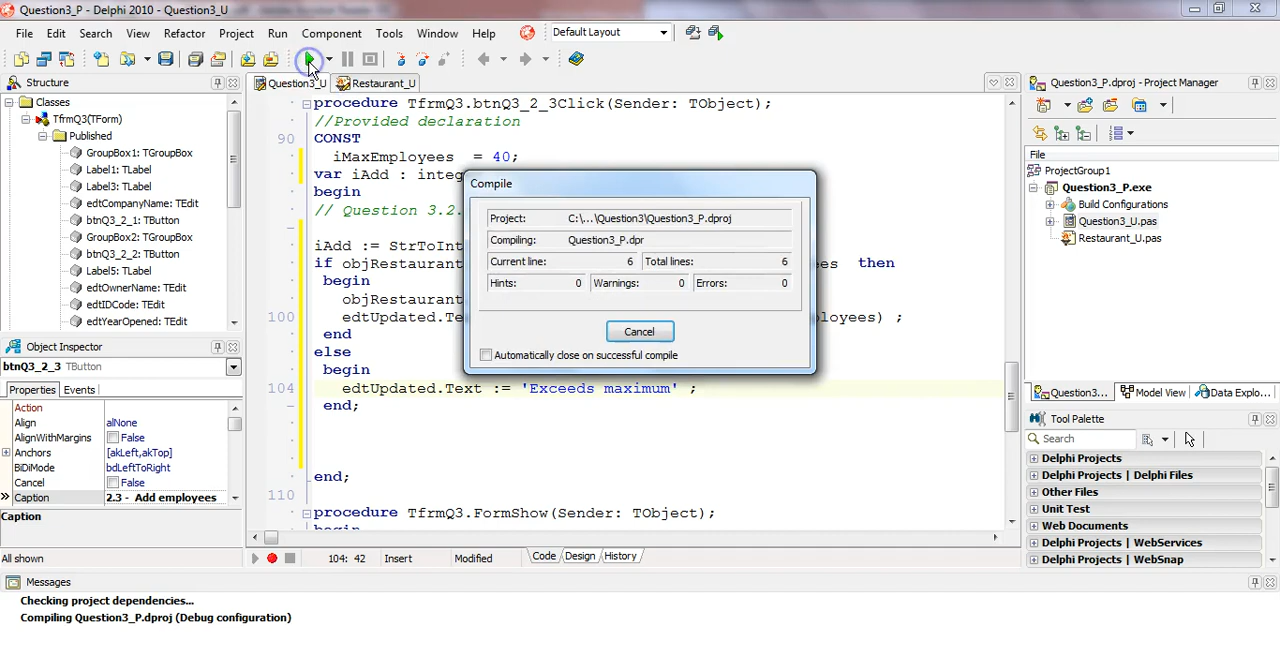 Question3_P - Delphi 2010 - Question3_U
File Edit Search View Refactor Project Run Component Tools Window Help
Default Layout
Structure
Classes
TfrmQ3(TForm)
Published
GroupBox1: TGroupBox
Label1: TLabel
Label3: TLabel
edtCompanyName: TEdit
btnQ3_2_1: TButton
GroupBox2: TGroupBox
btnQ3_2_2: TButton
Label5: TLabel
edtOwnerName: TEdit
edtIDCode: TEdit
edtYearOpened: TEdit
Object Inspector
btnQ3_2_3 TButton
Properties Events
Action
Align alNone
AlignWithMargins False
Anchors [akLeft,akTop]
BiDiMode bdLeftToRight
Cancel False
Caption 2.3 - Add employees
Caption
All shown
Question3_U Restaurant_U
procedure TfrmQ3.btnQ3_2_3Click(Sender: TObject);
//Provided declaration
90 CONST
iMaxEmployees = 40;
var iAdd : integ
begin
// Question 3.2.
iAdd := StrToInt
if objRestaurant ees then
begin
objRestaurant
100 edtUpdated.Te ployees) ;
end
else
begin
104 edtUpdated.Text := 'Exceeds maximum' ;
end;
end;
110
procedure TfrmQ3.FormShow(Sender: TObject);
begin
104: 42 Insert Modified Code Design History
Compile
Project: C:\...\Question3\Question3_P.dproj
Compiling: Question3_P.dpr
Current line: 6 Total lines: 6
Hints: 0 Warnings: 0 Errors: 0
Cancel
Automatically close on successful compile
Question3_P.dproj - Project Manager
File
ProjectGroup1
Question3_P.exe
Build Configurations
Question3_U.pas
Restaurant_U.pas
Question3... Model View Data Explo...
Tool Palette
Search
Delphi Projects
Delphi Projects | Delphi Files
Other Files
Unit Test
Web Documents
Delphi Projects | WebServices
Delphi Projects | WebSnap
Messages
Checking project dependencies...
Compiling Question3_P.dproj (Debug configuration)